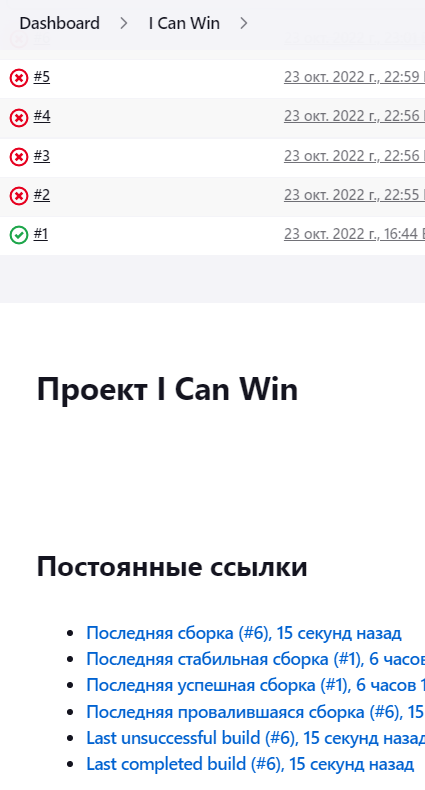 Dashboard > I Can Win >
#5 23 окт. 2022 г., 22:59
#4 23 окт. 2022 г., 22:56
#3 23 окт. 2022 г., 22:56
#2 23 окт. 2022 г., 22:55
#1 23 окт. 2022 г., 16:44
Проект I Can Win
Постоянные ссылки
Последняя сборка (#6), 15 секунд назад
Последняя стабильная сборка (#1), 6 часов
Последняя успешная сборка (#1), 6 часов 1
Последняя провалившаяся сборка (#6), 15
Last unsuccessful build (#6), 15 секунд назад
Last completed build (#6), 15 секунд назад